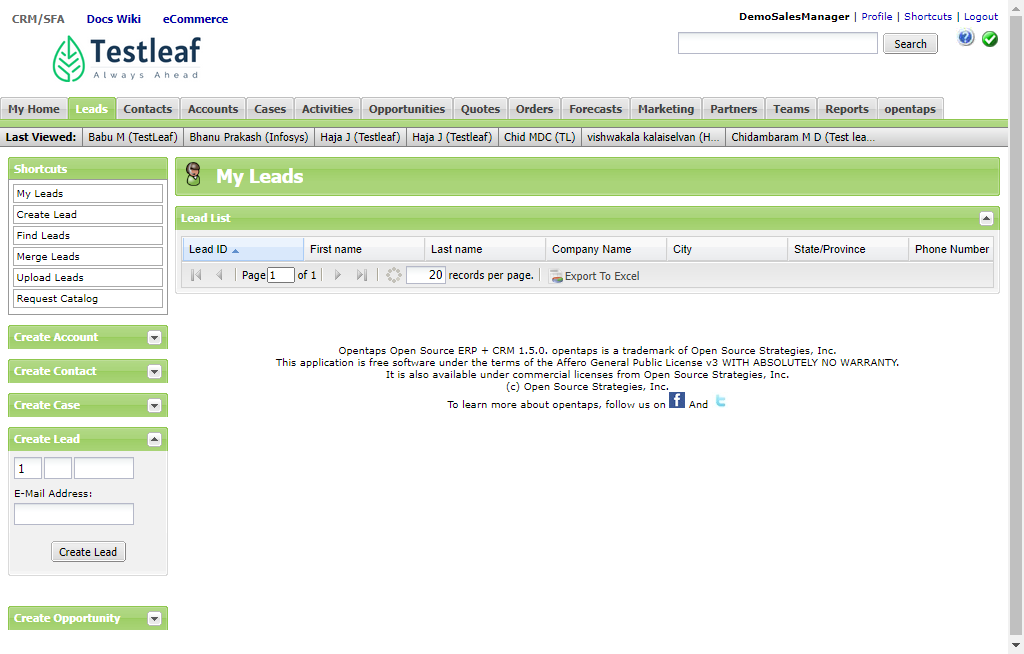 CRM/SFA Docs Wiki eCommerce
DemoSalesManager | Profile | Shortcuts | Logout
Testleaf
Always Ahead
Search
My Home Leads Contacts Accounts Cases Activities Opportunities Quotes Orders Forecasts Marketing Partners Teams Reports opentaps
Last Viewed: Babu M (TestLeaf) Bhanu Prakash (Infosys) Haja J (Testleaf) Haja J (Testleaf) Chid MDC (TL) vishwakala kalaiselvan (H... Chidambaram M D (Test lea...
Shortcuts
My Leads
Create Lead
Find Leads
Merge Leads
Upload Leads
Request Catalog
Create Account
Create Contact
Create Case
Create Lead
1
E-Mail Address:
Create Lead
Create Opportunity
My Leads
Lead List
Lead ID First name Last name Company Name City State/Province Phone Number
Page 1 of 1 20 records per page. Export To Excel
Opentaps Open Source ERP + CRM 1.5.0. opentaps is a trademark of Open Source Strategies, Inc.
This application is free software under the terms of the Affero General Public License v3 WITH ABSOLUTELY NO WARRANTY.
It is also available under commercial licenses from Open Source Strategies, Inc.
(c) Open Source Strategies, Inc.
To learn more about opentaps, follow us on f And t